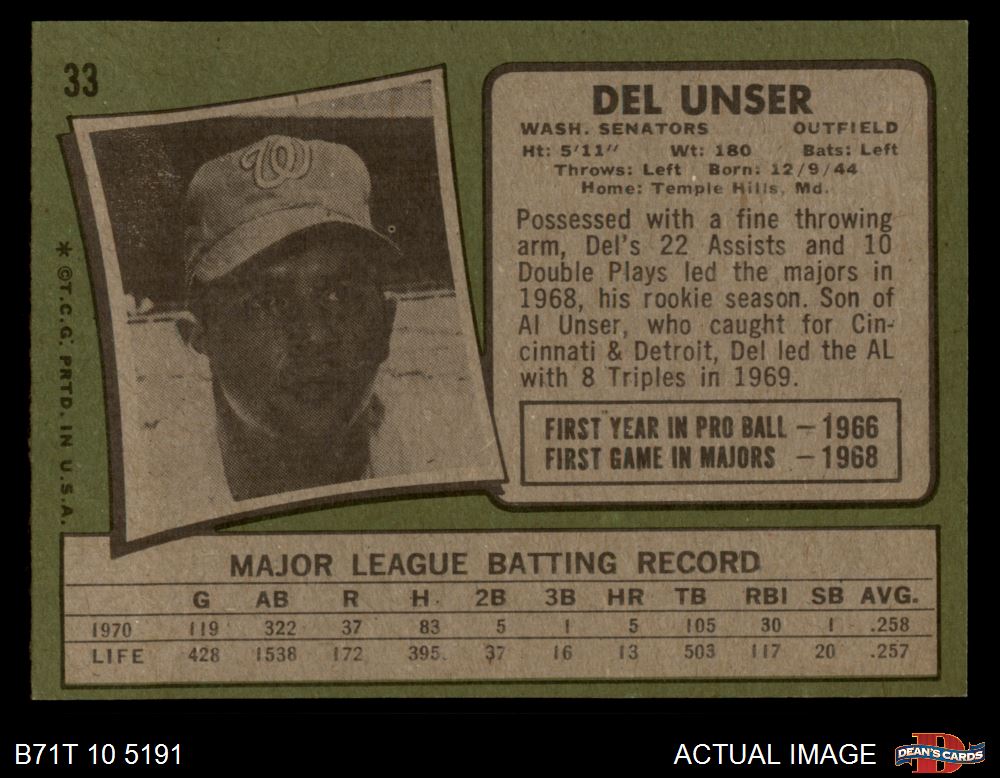 33
DEL UNSER
WASH. SENATORS OUTFIELD
Ht: 5'11" Wt: 180 Bats: Left
Throws: Left Born: 12/9/44
Home: Temple Hills, Md.
Possessed with a fine throwing
arm, Del's 22 Assists and 10
Double Plays led the majors in
1968, his rookie season. Son of
Al Unser, who caught for Cin-
cinnati & Detroit, Del led the AL
with 8 Triples in 1969.
FIRST YEAR IN PRO BALL – 1966
FIRST GAME IN MAJORS – 1968
W
* © T.C.G. PRTD. IN U.S.A.
MAJOR LEAGUE BATTING RECORD
G AB R H 2B 3B HR TB RBI SB AVG.
1970 119 322 37 83 5 1 5 105 30 1 .258
LIFE 428 1538 172 395 37 16 13 503 117 20 .257
B71T 10 5191
ACTUAL IMAGE
D
DEAN'S CARDS